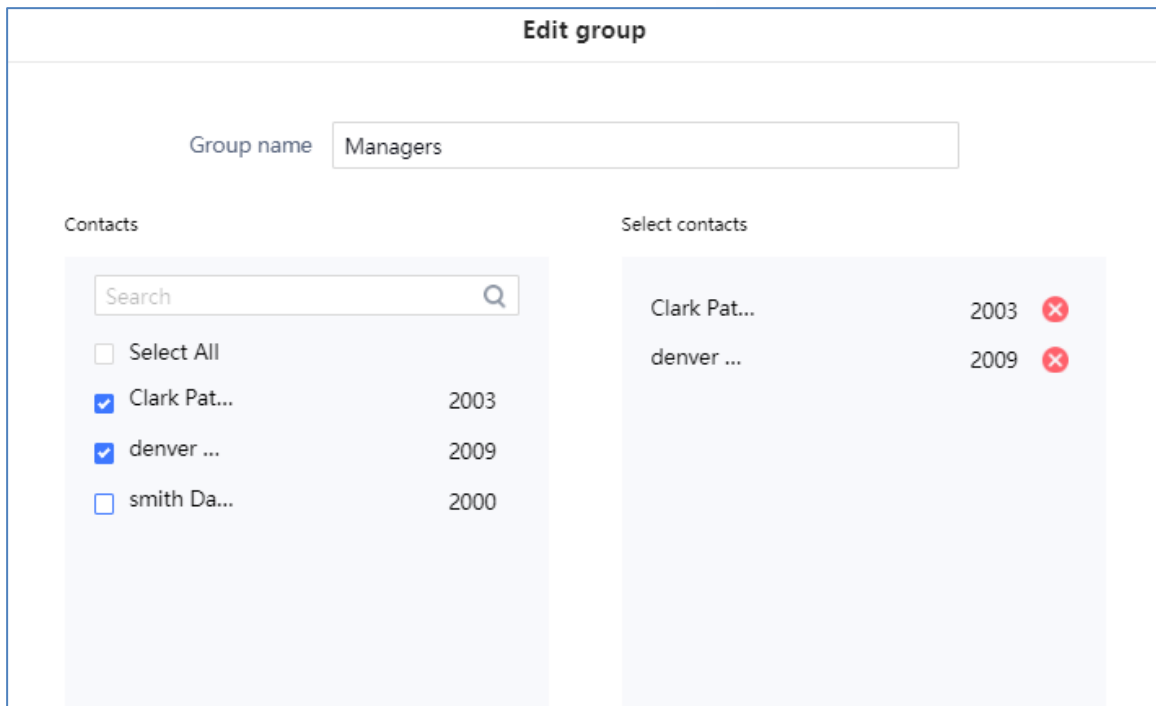 Edit group
Group name Managers
Contacts
Search
Select All
Clark Pat... 2003
denver ... 2009
smith Da... 2000
Select contacts
Clark Pat... 2003
denver ... 2009